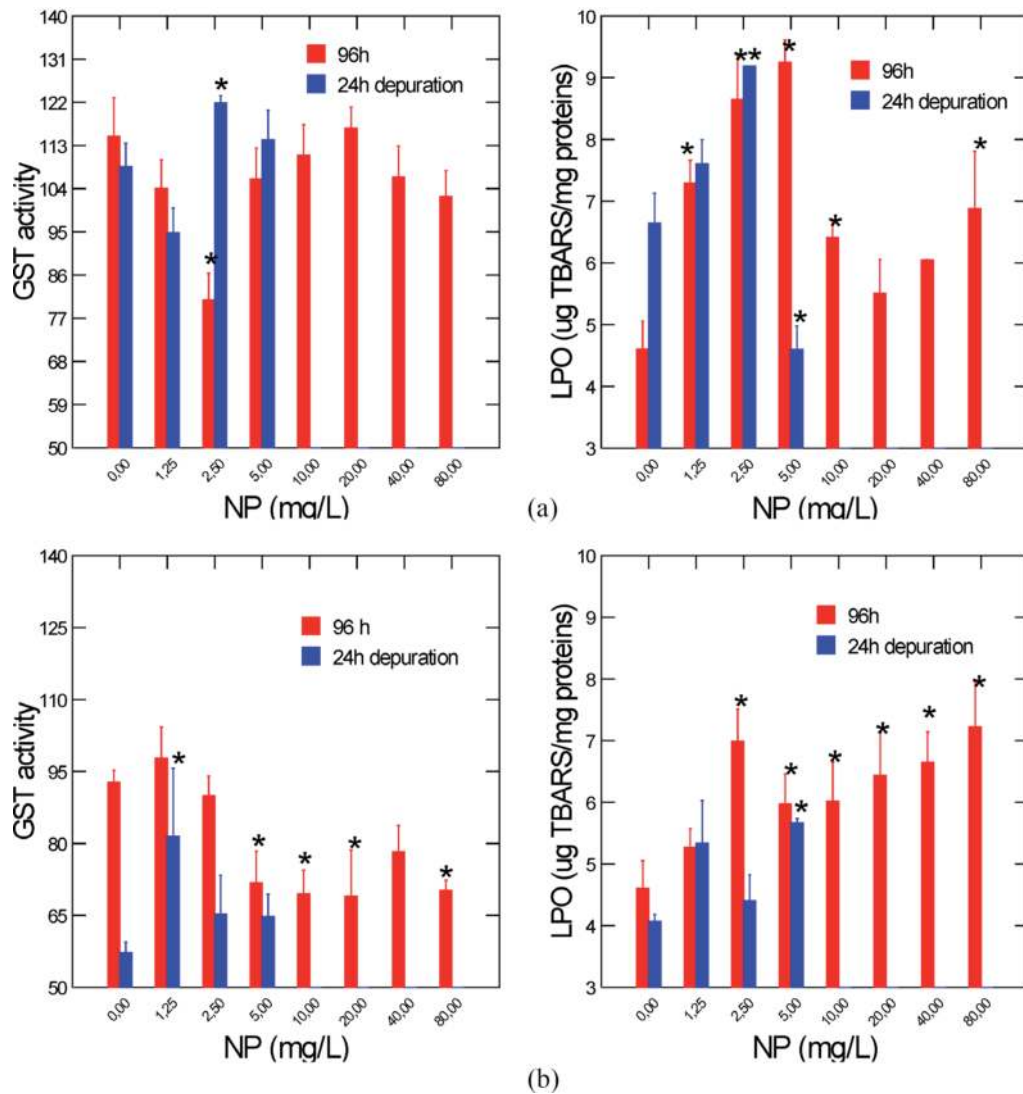 140
131
122
113
104
95
86
77
68
59
50
GST activity
96h
24h depuration
*
*
0,00 1,25 2,50 5,00 10,00 20,00 40,00 80,00
NP (mg/L)
10
9
8
7
6
5
4
3
LPO (ug TBARS/mg proteins)
96h
24h depuration
*
**
*
*
*
*
0,00 1,25 2,50 5,00 10,00 20,00 40,00 80,00
NP (mg/L)
(a)
140
125
110
95
80
65
50
GST activity
96 h
24h depuration
*
*
*
*
*
0,00 1,25 2,50 5,00 10,00 20,00 40,00 80,00
NP (mg/L)
10
9
8
7
6
5
4
3
LPO (ug TBARS/mg proteins)
96h
24h depuration
*
*
*
*
*
*
*
0,00 1,25 2,50 5,00 10,00 20,00 40,00 80,00
NP (mg/L)
(b)